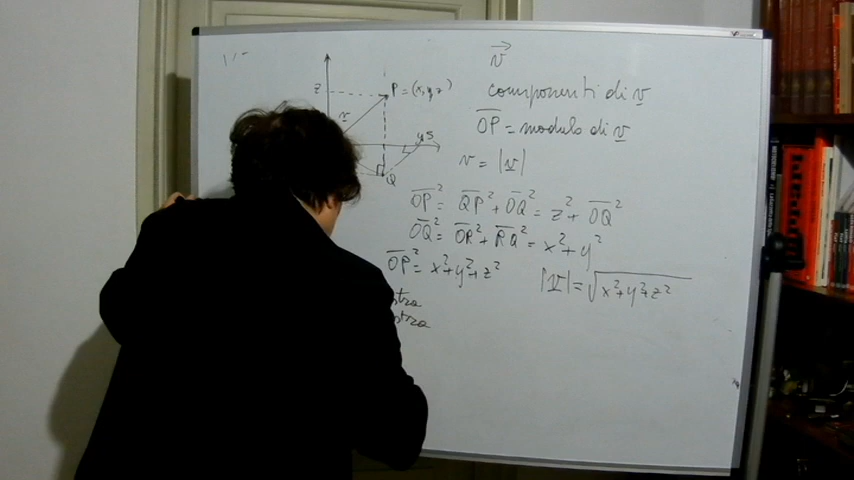 z
P=(x,y,z)
v
y S
Q
v
componenti di v
OP = modulo di v
v = |v|
OP² = QP² + OQ² = z² + OQ²
OQ² = OR² + RQ² = x² + y²
OP² = x² + y² + z²
|v| = √x² + y² + z²